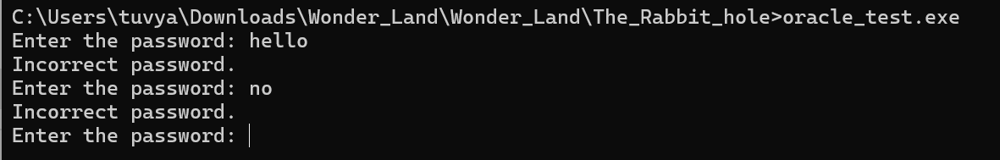 C:\Users\tuvya\Downloads\Wonder_Land\Wonder_Land\The_Rabbit_hole>oracle_test.exe
Enter the password: hello
Incorrect password.
Enter the password: no
Incorrect password.
Enter the password: